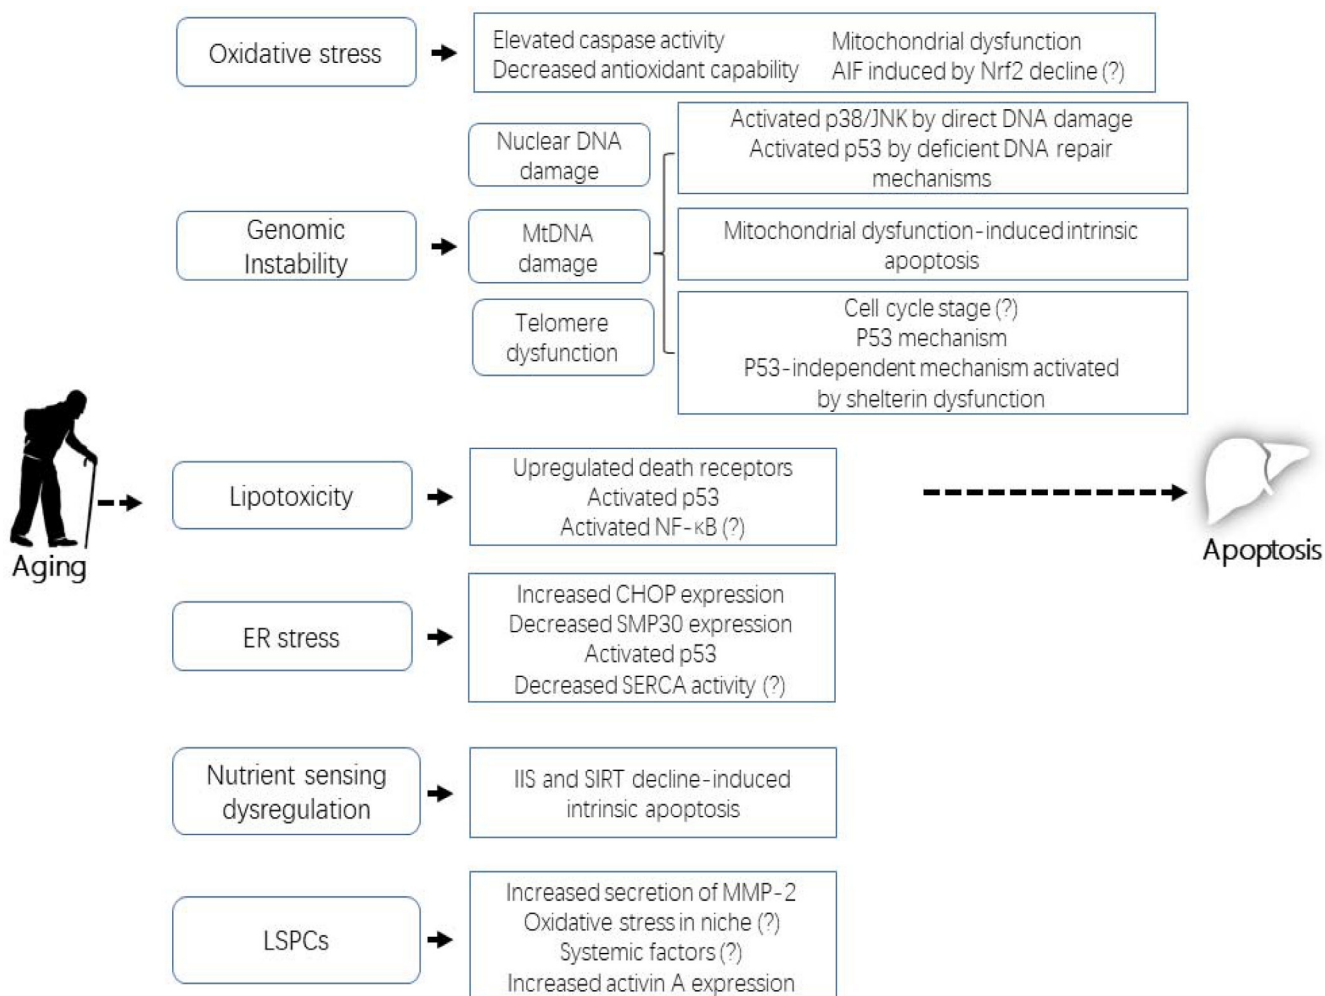 Oxidative stress
Elevated caspase activity
Decreased antioxidant capability
Mitochondrial dysfunction
AIF induced by Nrf2 decline (?)
Genomic
Instability
Nuclear DNA
damage
Activated p38/JNK by direct DNA damage
Activated p53 by deficient DNA repair
mechanisms
MtDNA
damage
Mitochondrial dysfunction-induced intrinsic
apoptosis
Telomere
dysfunction
Cell cycle stage (?)
P53 mechanism
P53-independent mechanism activated
by shelterin dysfunction
Aging
Lipotoxicity
Upregulated death receptors
Activated p53
Activated NF-κB (?)
Apoptosis
ER stress
Increased CHOP expression
Decreased SMP30 expression
Activated p53
Decreased SERCA activity (?)
Nutrient sensing
dysregulation
IIS and SIRT decline-induced
intrinsic apoptosis
LSPCs
Increased secretion of MMP-2
Oxidative stress in niche (?)
Systemic factors (?)
Increased activin A expression